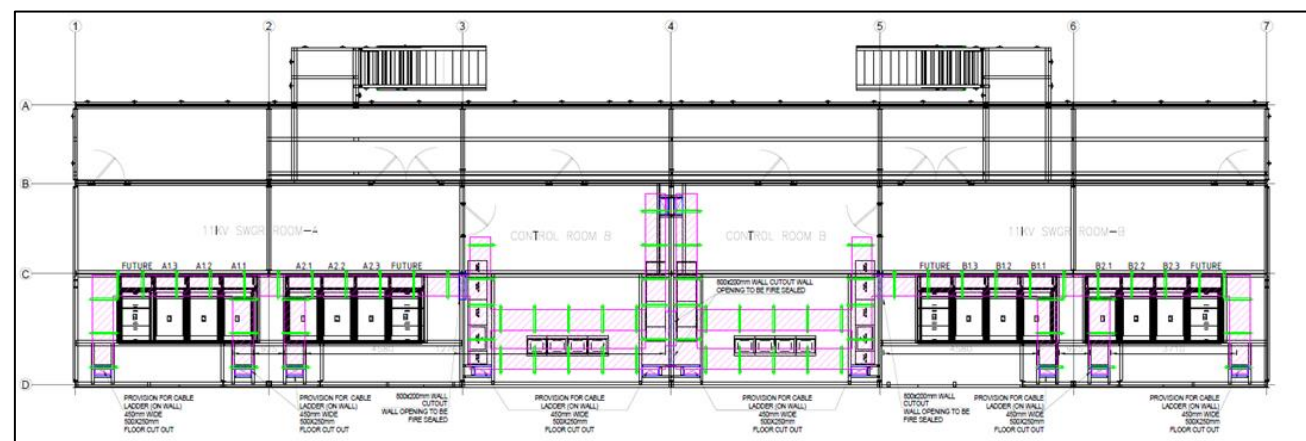 1 2 3 4 5 6 7
A
B
11KV SWGR ROOM-A
CONTROL ROOM B
CONTROL ROOM B
11KV SWGR ROOM-B
C
FUTURE A1.3 A1.2 A1.1
A2.1 A2.2 A2.3 FUTURE
FUTURE B1.3 B1.2 B1.1
B2.1 B2.2 B2.3 FUTURE
600x200mm WALL CUTOUT WALL
OPENING TO BE FIRE SEALED
D
PROVISION FOR CABLE
LADDER (ON WALL)
450mm WIDE
500X250mm
FLOOR CUT OUT
PROVISION FOR CABLE
LADDER (ON WALL)
450mm WIDE
500X250mm
FLOOR CUT OUT
600x200mm WALL
CUTOUT
WALL OPENING TO BE
FIRE SEALED
PROVISION FOR CABLE
LADDER (ON WALL)
450mm WIDE
500X250mm
FLOOR CUT OUT
PROVISION FOR CABLE
LADDER (ON WALL)
450mm WIDE
500X250mm
FLOOR CUT OUT
600x200mm WALL
CUTOUT
WALL OPENING TO BE
FIRE SEALED
PROVISION FOR CABLE
LADDER (ON WALL)
450mm WIDE
500X250mm
FLOOR CUT OUT
PROVISION FOR CABLE
LADDER (ON WALL)
450mm WIDE
500X250mm
FLOOR CUT OUT